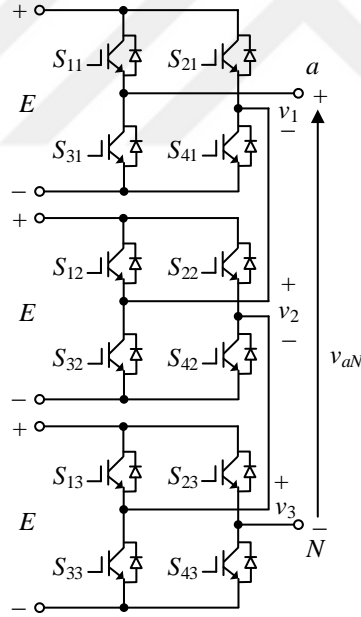 +
S11 S21
a
+
E
v1
−
S31 S41
−
+
S12 S22
+
E
v2
−
vaN
S32 S42
−
+
S13 S23
+
v3
E
−
N
S33 S43
−